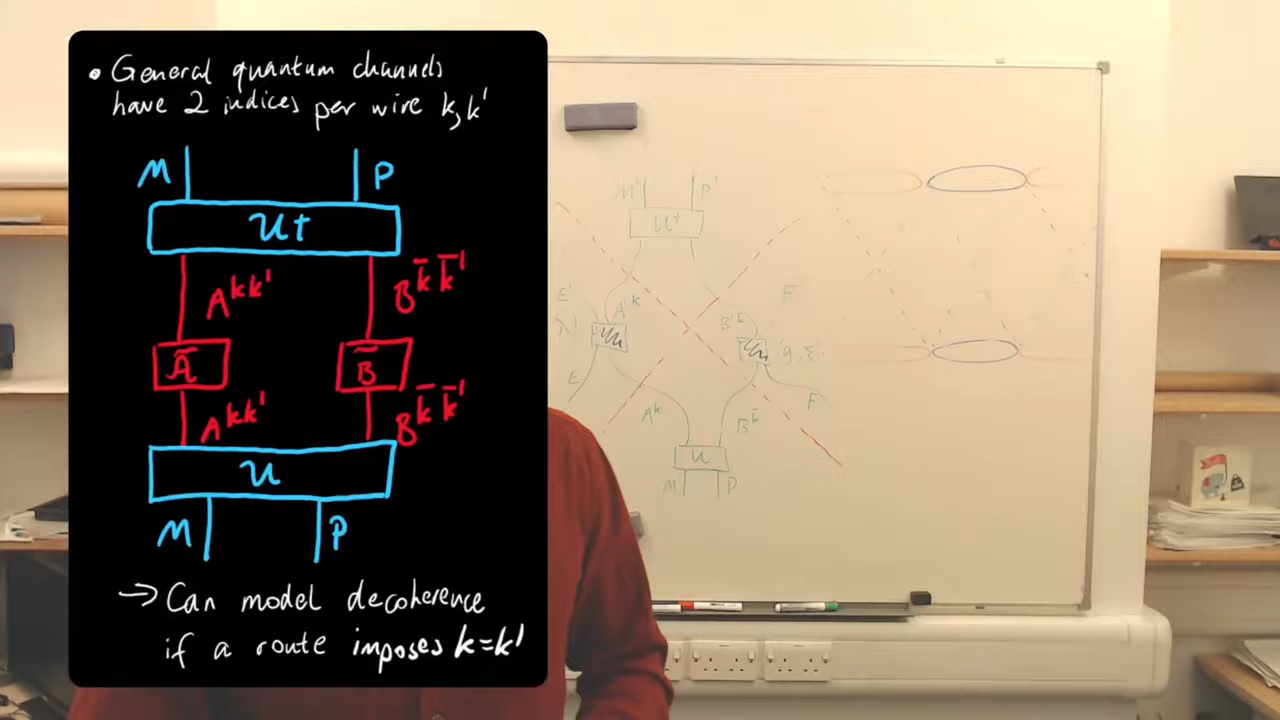 • General quantum channels
have 2 indices per wire k, k'
M P
U†
A^kk' B^k̄k̄'
Ã B̃
A^kk' B^k̄k̄'
U
M P
→ Can model decoherence
if a route imposes k=k'
M' P'
U†
E' A'^k B'^k̄ F'
E A^k B^k̄ F
U
M P